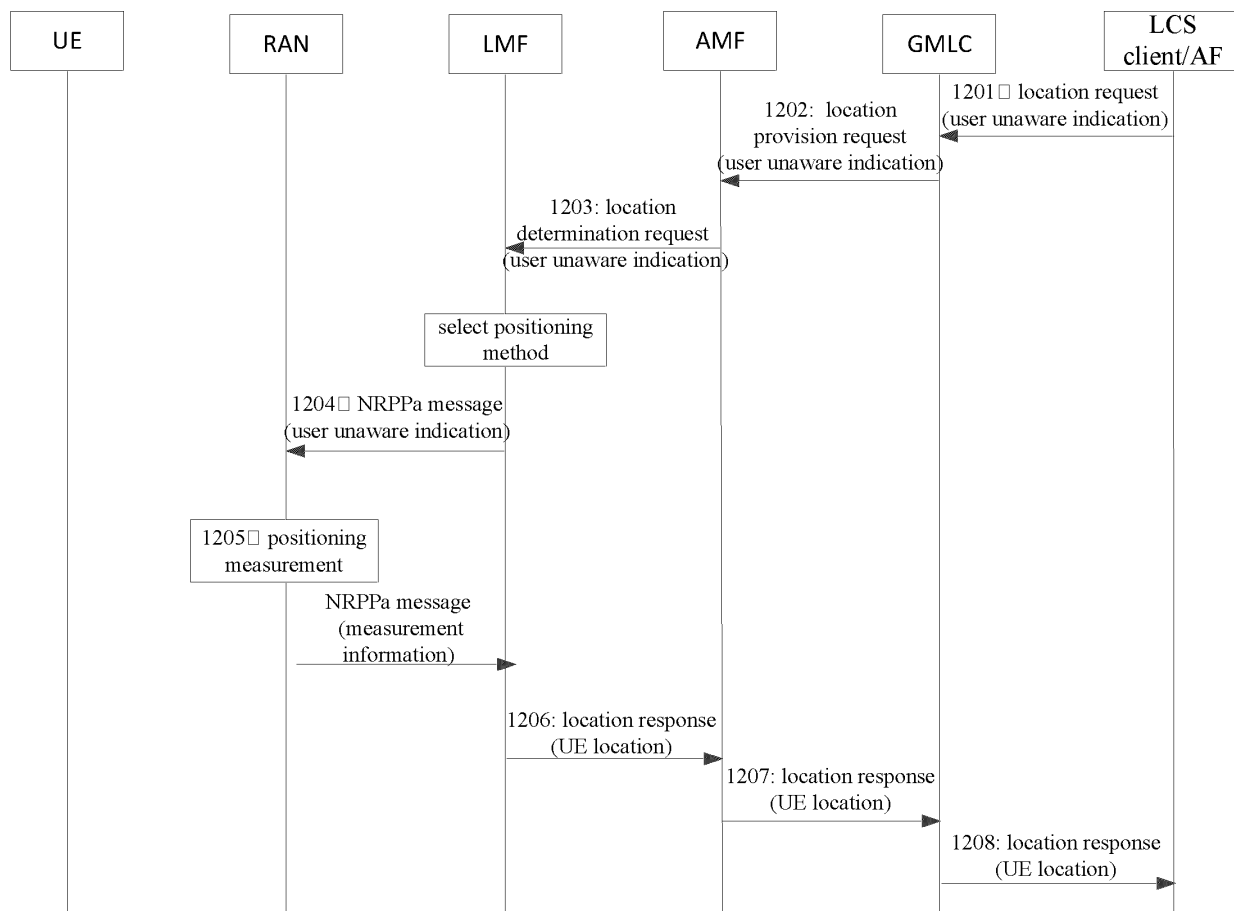 UE
RAN
LMF
AMF
GMLC
LCS
client/AF
1201□ location request
(user unaware indication)
1202: location
provision request
(user unaware indication)
1203: location
determination request
(user unaware indication)
select positioning
method
1204□ NRPPa message
(user unaware indication)
1205□ positioning
measurement
NRPPa message
(measurement
information)
1206: location response
(UE location)
1207: location response
(UE location)
1208: location response
(UE location)